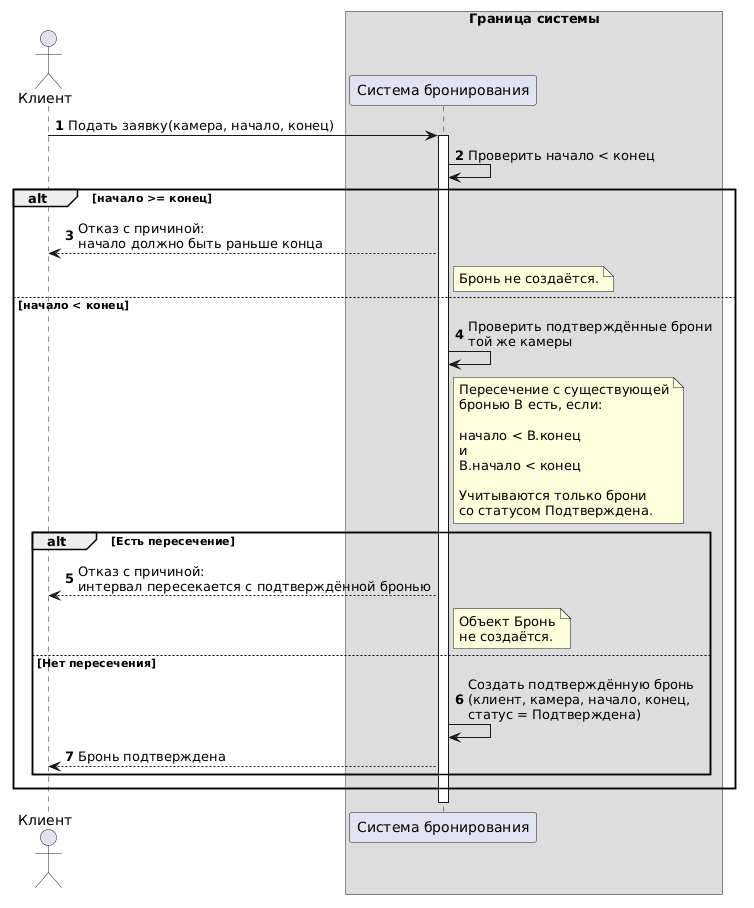 Граница системы
Клиент
Система бронирования
1 Подать заявку(камера, начало, конец)
2 Проверить начало < конец
alt [начало >= конец]
3 Отказ с причиной:
начало должно быть раньше конца
Бронь не создаётся.
[начало < конец]
4 Проверить подтверждённые брони
той же камеры
Пересечение с существующей
бронью B есть, если:
начало < B.конец
и
B.начало < конец
Учитываются только брони
со статусом Подтверждена.
alt [Есть пересечение]
5 Отказ с причиной:
интервал пересекается с подтверждённой бронью
Объект Бронь
не создаётся.
[Нет пересечения]
6 Создать подтверждённую бронь
(клиент, камера, начало, конец,
статус = Подтверждена)
7 Бронь подтверждена
Клиент
Система бронирования